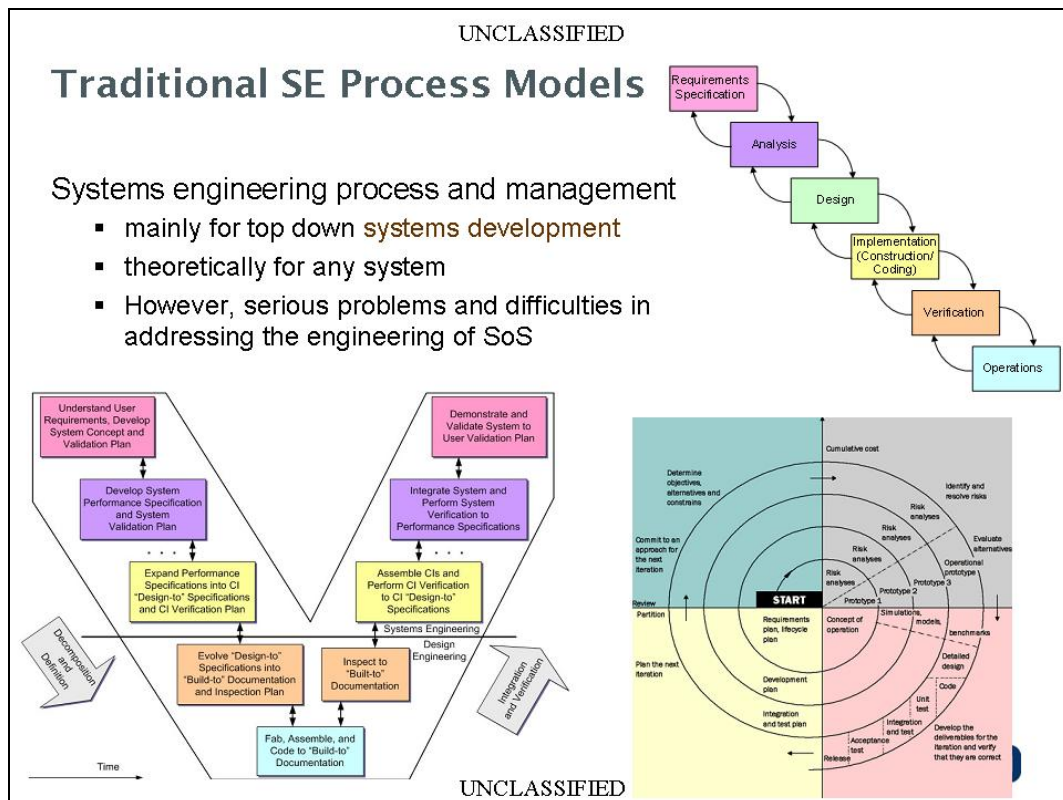 UNCLASSIFIED
Traditional SE Process Models
Systems engineering process and management
▪ mainly for top down systems development
▪ theoretically for any system
▪ However, serious problems and difficulties in
addressing the engineering of SoS
Requirements
Specification
Analysis
Design
Implementation
(Construction/
Coding)
Verification
Operations
Understand User
Requirements, Develop
System Concept and
Validation Plan
Develop System
Performance Specification
and System
Validation Plan
. . .
Expand Performance
Specifications into CI
“Design-to” Specifications
and CI Verification Plan
Evolve “Design-to”
Specifications into
“Build-to” Documentation
and Inspection Plan
Fab, Assemble, and
Code to “Build-to”
Documentation
Inspect to
“Built-to”
Documentation
Assemble CIs and
Perform CI Verification
to CI “Design-to”
Specifications
. . .
Integrate System and
Perform System
Verification to
Performance Specifications
Demonstrate and
Validate System to
User Validation Plan
Systems Engineering
Design
Engineering
Decomposition
and
Definition
Integration
and Verification
Time
Cumulative cost
Determine
objectives,
alternatives and
constrains
Identify and
resolve risks
Risk
analyses
Risk
analyses
Risk
analyses
Evaluate
alternatives
Commit to an
approach for
the next
iteration
Operational
prototype
Prototype 3
Prototype 2
Prototype 1
START
Review
Partition
Requirements
plan, lifecycle
plan
Concept of
operation
Simulations,
models,
benchmarks
Plan the next
iteration
Development
plan
Detailed
design
Code
Unit
test
Integration
and test plan
Integration
and test
Acceptance
test
Release
Develop the
deliverables for the
iteration and verify
that they are correct
UNCLASSIFIED